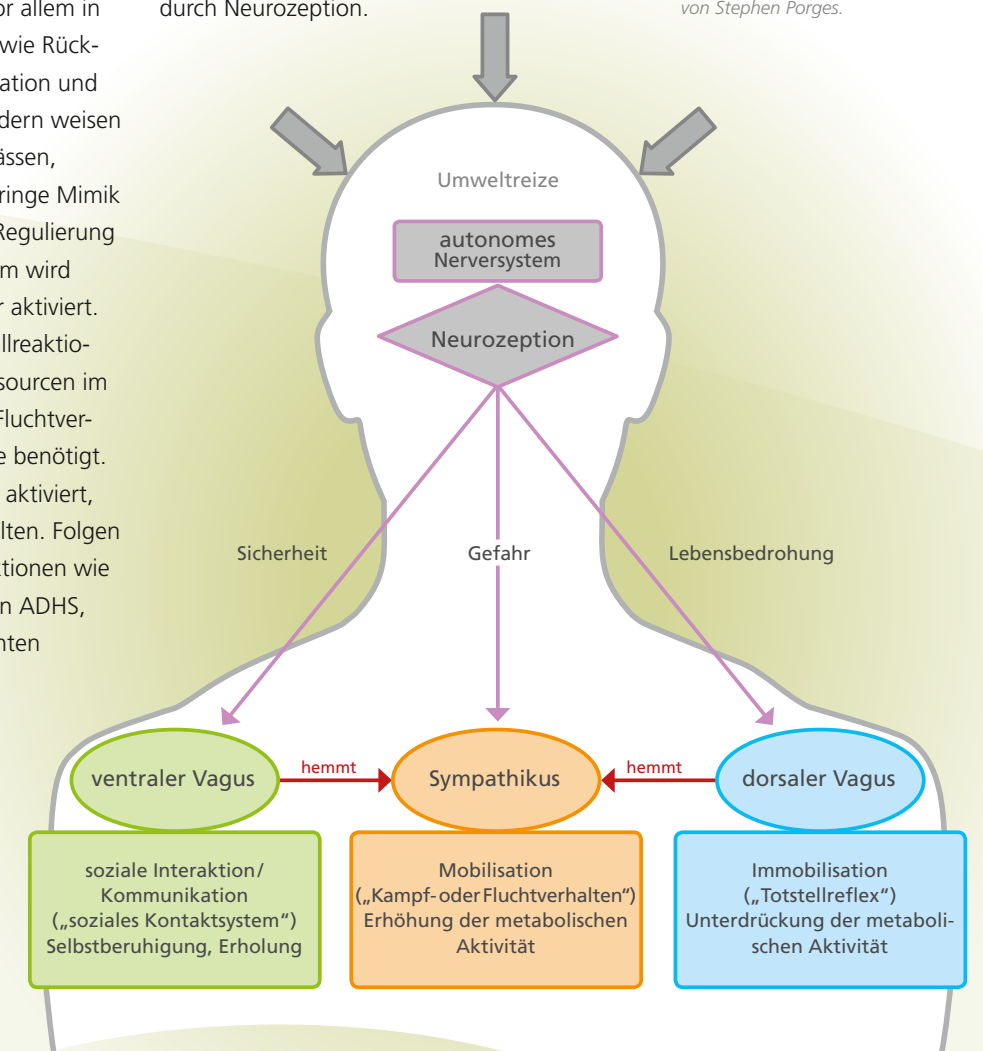 or allem in
wie Rück-
ation und
dern weisen
ässen,
ringe Mimik
Regulierung
m wird
r aktiviert.
llreaktio-
sourcen im
Fluchtver-
e benötigt.
aktiviert,
lten. Folgen
ktionen wie
n ADHS,
nten
durch Neurozeption.
von Stephen Porges.
Umweltreize
autonomes
Nerversystem
Neurozeption
Sicherheit
Gefahr
Lebensbedrohung
ventraler Vagus
hemmt
Sympathikus
hemmt
dorsaler Vagus
soziale Interaktion/
Kommunikation
(„soziales Kontaktsystem“)
Selbstberuhigung, Erholung
Mobilisation
(„Kampf- oder Fluchtverhalten“)
Erhöhung der metabolischen
Aktivität
Immobilisation
(„Totstellreflex“)
Unterdrückung der metaboli-
schen Aktivität